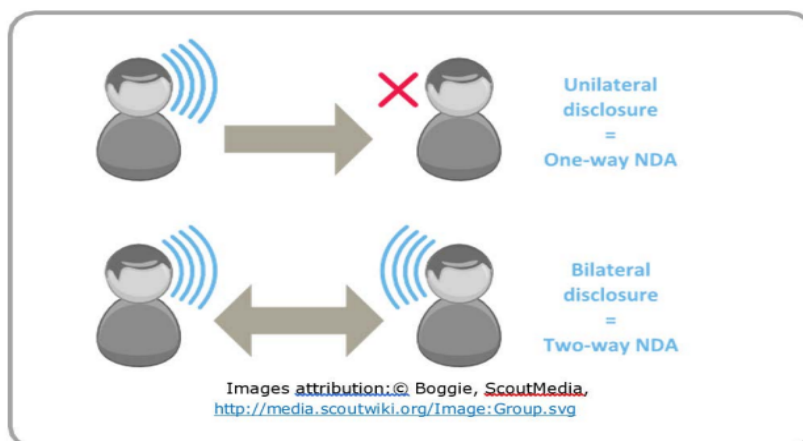 Unilateral
disclosure
=
One-way NDA
Bilateral
disclosure
=
Two-way NDA
Images attribution:© Boggie, ScoutMedia,
http://media.scoutwiki.org/Image:Group.svg